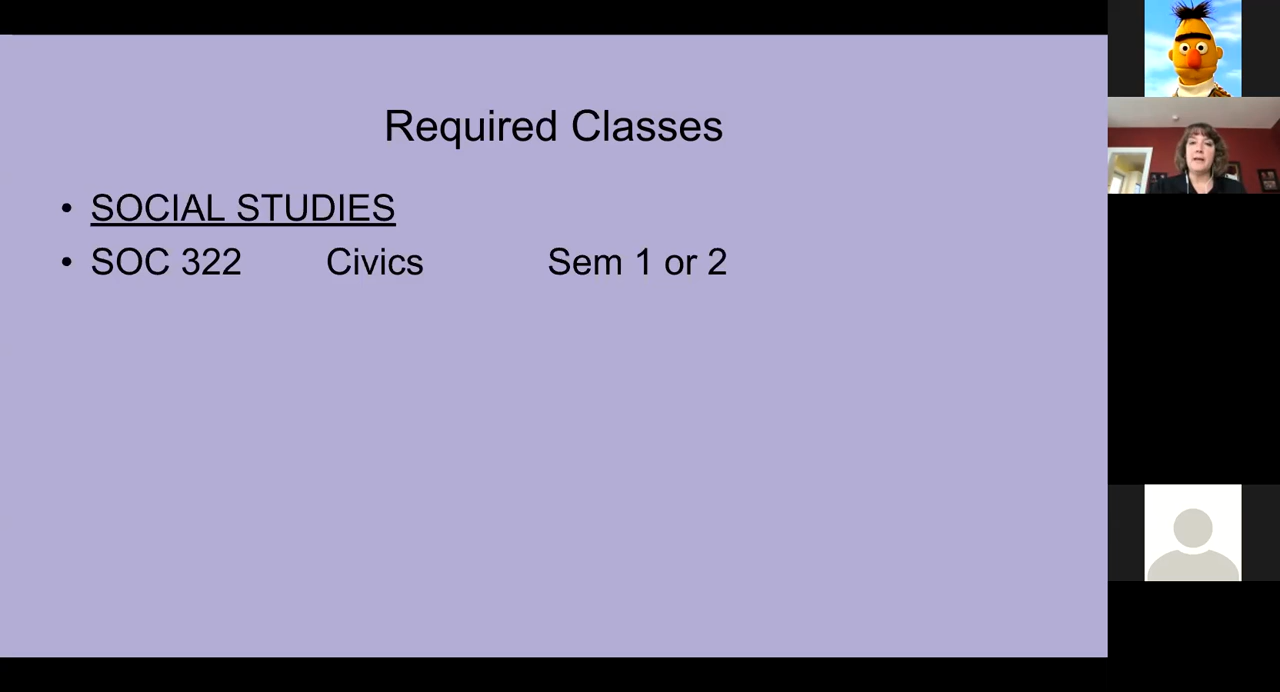 Required Classes
• SOCIAL STUDIES
• SOC 322 Civics Sem 1 or 2